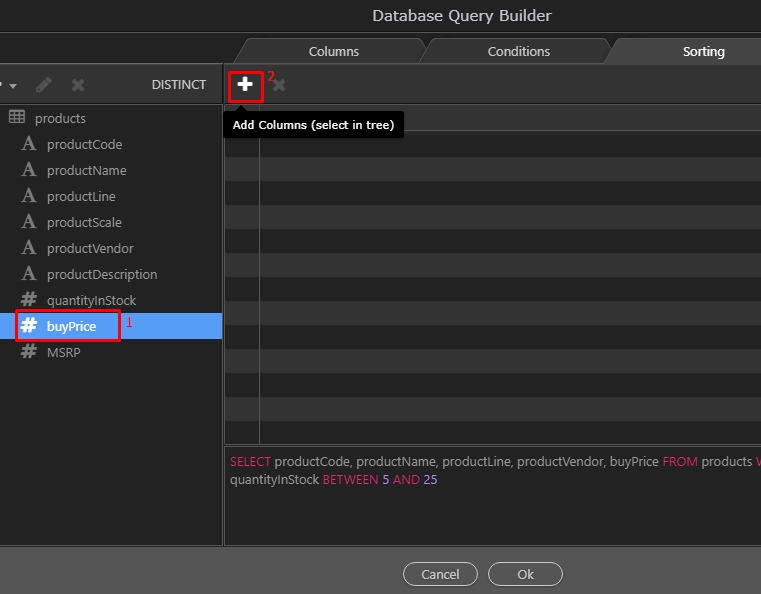 Database Query Builder
Columns Conditions Sorting
DISTINCT 2
Add Columns (select in tree)
products
productCode
productName
productLine
productScale
productVendor
productDescription
quantityInStock
buyPrice 1
MSRP
SELECT productCode, productName, productLine, productVendor, buyPrice FROM products
quantityInStock BETWEEN 5 AND 25
Cancel Ok